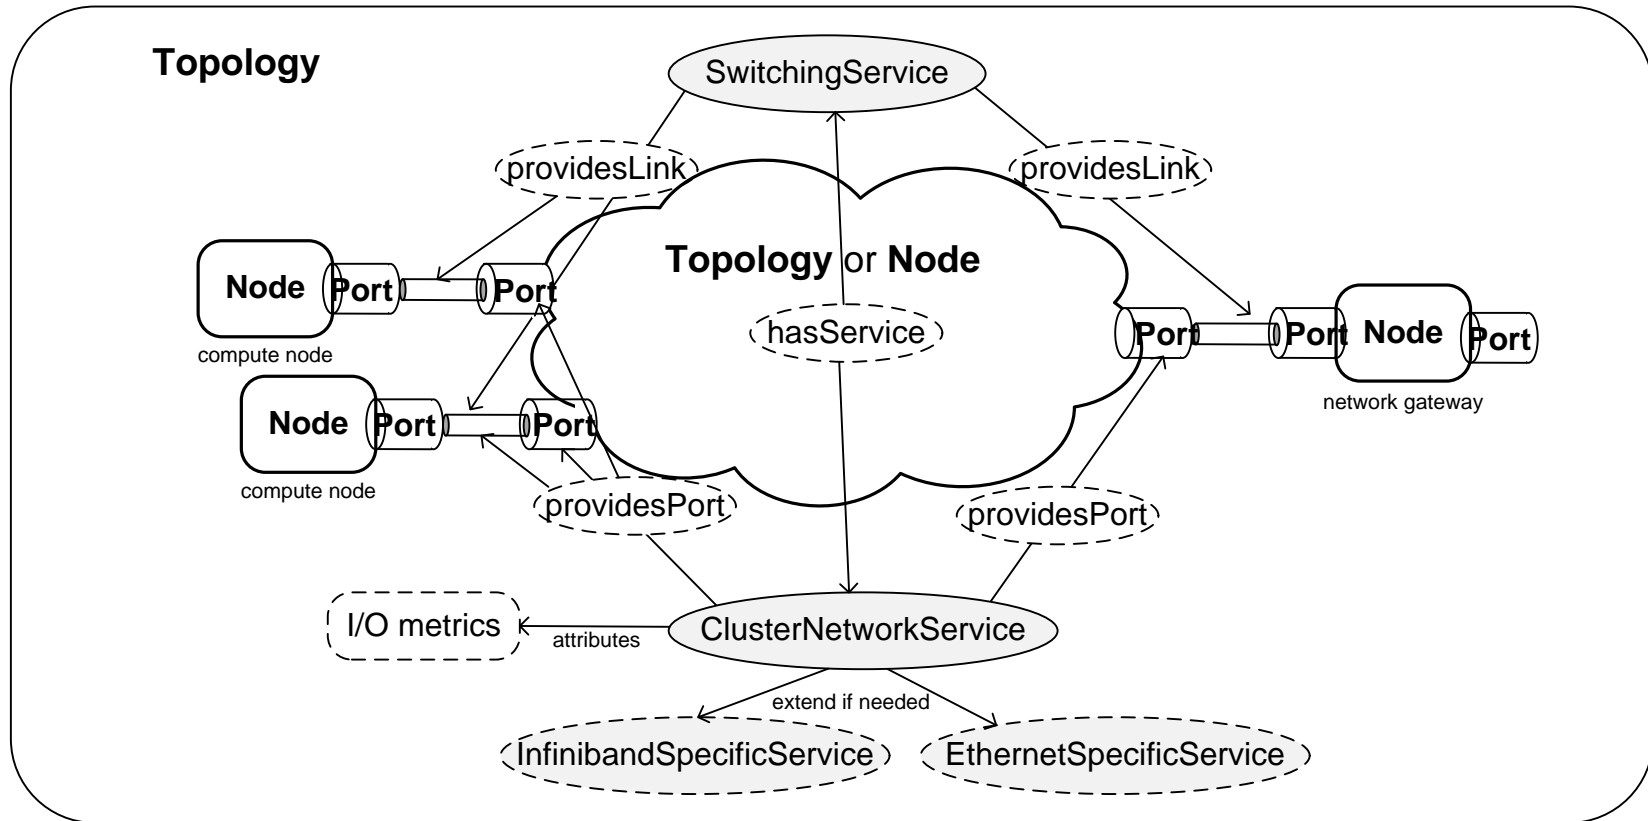 Topology
SwitchingService
providesLink
providesLink
Topology or Node
Node
Port
Port
compute node
hasService
Port
Port
Node
Port
network gateway
Node
Port
Port
compute node
providesPort
providesPort
I/O metrics
attributes
ClusterNetworkService
extend if needed
InfinibandSpecificService
EthernetSpecificService